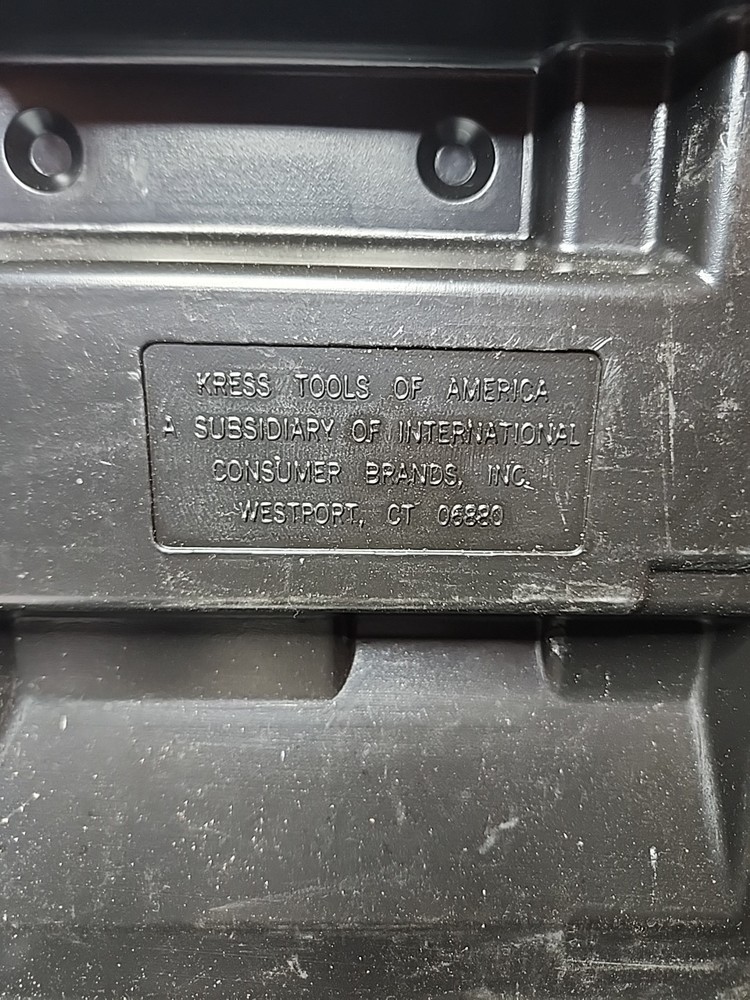 KRESS TOOLS OF AMERICA
A SUBSIDIARY OF INTERNATIONAL
CONSUMER BRANDS, INC.
WESTPORT, CT 06880